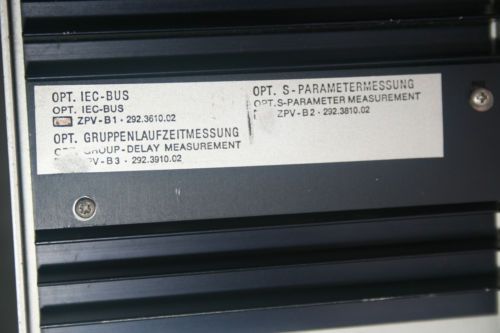 OPT. IEC-BUS
OPT. IEC-BUS
ZPV-B1 · 292.3610.02
OPT. GRUPPENLAUFZEITMESSUNG
GROUP-DELAY MEASUREMENT
PV-B3 · 292.3910.02
OPT. S-PARAMETERMESSUNG
OPT. S-PARAMETER MEASUREMENT
ZPV-B2 · 292.3810.02